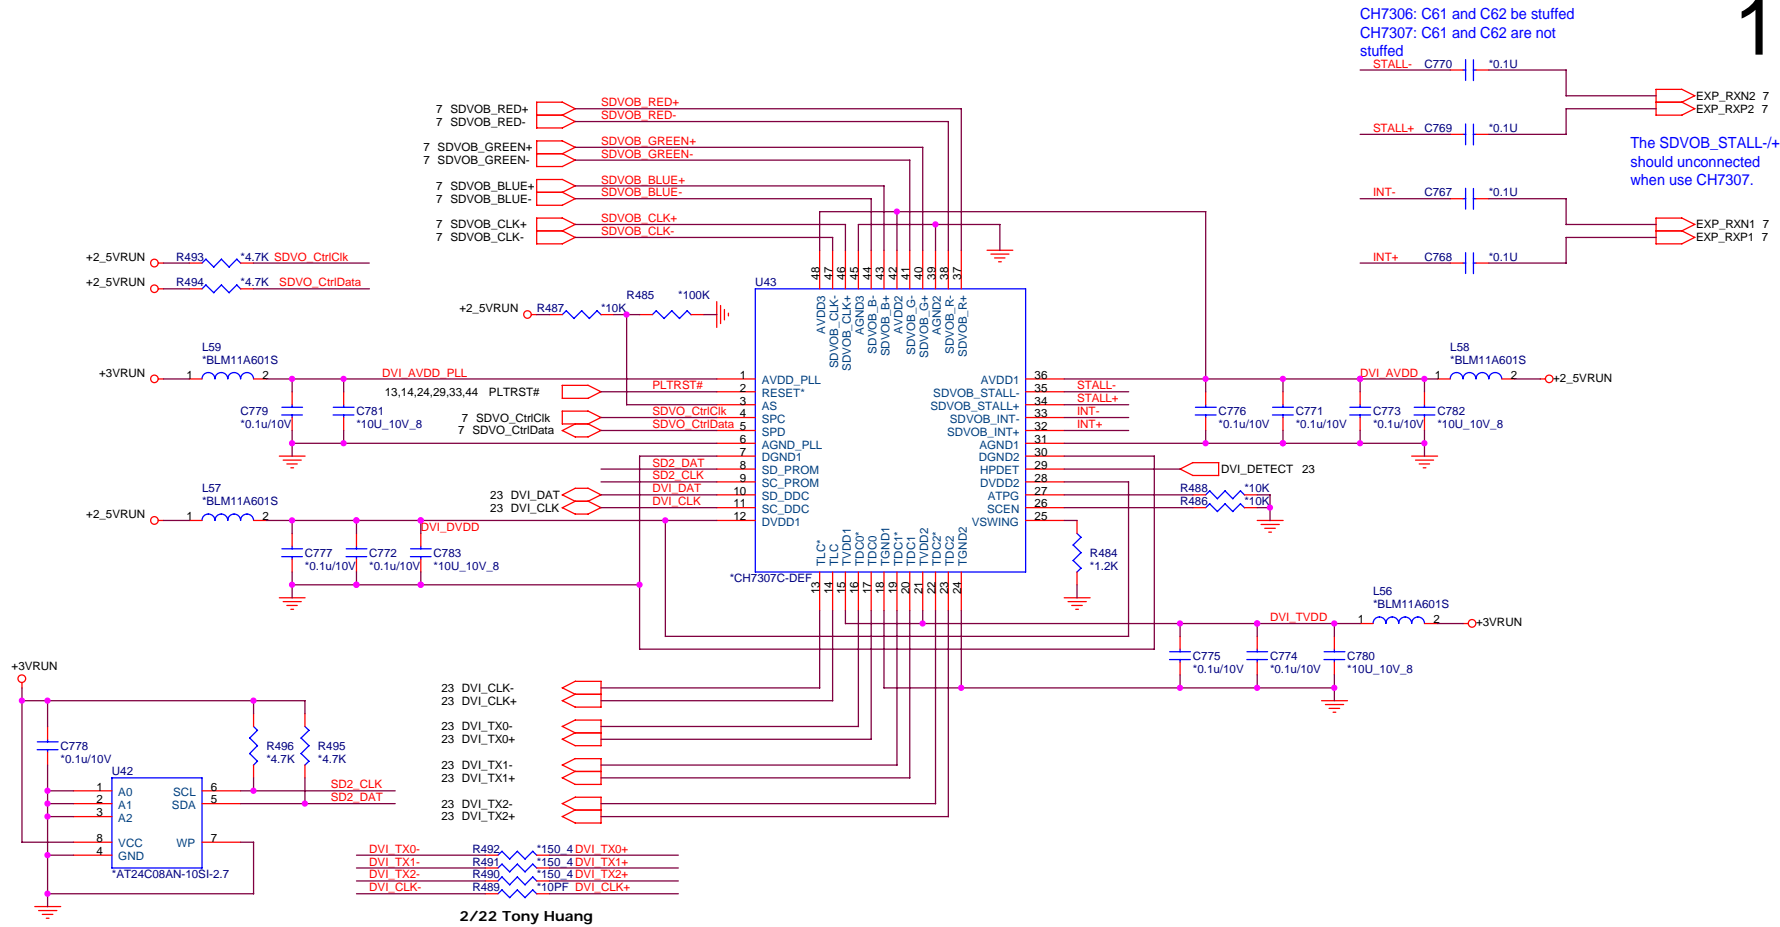 CH7306: C61 and C62 be stuffed
CH7307: C61 and C62 are not
stuffed
1
STALL- C770 *0.1U
EXP_RXN2 7
EXP_RXP2 7
STALL+ C769 *0.1U
The SDVOB_STALL-/+
should unconnected
when use CH7307.
INT- C767 *0.1U
EXP_RXN1 7
EXP_RXP1 7
INT+ C768 *0.1U
7 SDVOB_RED+ SDVOB_RED+
7 SDVOB_RED- SDVOB_RED-
7 SDVOB_GREEN+ SDVOB_GREEN+
7 SDVOB_GREEN- SDVOB_GREEN-
7 SDVOB_BLUE+ SDVOB_BLUE+
7 SDVOB_BLUE- SDVOB_BLUE-
7 SDVOB_CLK+ SDVOB_CLK+
7 SDVOB_CLK- SDVOB_CLK-
+2_5VRUN R493 *4.7K SDVO_CtrlClk
+2_5VRUN R494 *4.7K SDVO_CtrlData
+2_5VRUN R487 *10K R485 *100K
U43
48 47 46 45 44 43 42 41 40 39 38 37
AVDD3
SDVOB_CLK-
SDVOB_CLK+
AGND3
SDVOB_B-
SDVOB_B+
AVDD2
SDVOB_G-
SDVOB_G+
AGND2
SDVOB_R-
SDVOB_R+
L59
*BLM11A601S
+3VRUN 1 2 DVI_AVDD_PLL
C779
*0.1u/10V
C781
*10U_10V_8
13,14,24,29,33,44 PLTRST# PLTRST#
7 SDVO_CtrlClk SDVO_CtrlClk
7 SDVO_CtrlData SDVO_CtrlData
SD2_DAT
SD2_CLK
23 DVI_DAT DVI_DAT
23 DVI_CLK DVI_CLK
1 AVDD_PLL
2 RESET*
3 AS
4 SPC
5 SPD
6 AGND_PLL
7 DGND1
8 SD_PROM
9 SC_PROM
10 SD_DDC
11 SC_DDC
12 DVDD1
AVDD1 36
SDVOB_STALL- 35 STALL-
SDVOB_STALL+ 34 STALL+
SDVOB_INT- 33 INT-
SDVOB_INT+ 32 INT+
AGND1 31
DGND2 30
HPDET 29
DVDD2 28
ATPG 27
SCEN 26
VSWING 25
L58
*BLM11A601S
DVI_AVDD 1 2 +2_5VRUN
C776
*0.1u/10V
C771
*0.1u/10V
C773
*0.1u/10V
C782
*10U_10V_8
DVI_DETECT 23
R488 *10K
R486 *10K
R484
*1.2K
L57
*BLM11A601S
+2_5VRUN 1 2 DVI_DVDD
C777
*0.1u/10V
C772
*0.1u/10V
C783
*10U_10V_8
TLC*
TLC
TVDD1
TDC0*
TDC0
TGND1
TDC1*
TDC1
TVDD2
TDC2*
TDC2
TGND2
*CH7307C-DEF
13 14 15 16 17 18 19 20 21 22 23 24
L56
*BLM11A601S
DVI_TVDD 1 2 +3VRUN
C775
*0.1u/10V
C774
*0.1u/10V
C780
*10U_10V_8
23 DVI_CLK-
23 DVI_CLK+
23 DVI_TX0-
23 DVI_TX0+
23 DVI_TX1-
23 DVI_TX1+
23 DVI_TX2-
23 DVI_TX2+
+3VRUN
C778
*0.1u/10V
R496
*4.7K
R495
*4.7K
U42
1 A0 SCL 6 SD2_CLK
2 A1 SDA 5 SD2_DAT
3 A2
8 VCC WP 7
4 GND
*AT24C08AN-10SI-2.7
DVI_TX0- R492 *150_4 DVI_TX0+
DVI_TX1- R491 *150_4 DVI_TX1+
DVI_TX2- R490 *150_4 DVI_TX2+
DVI_CLK- R489 *10PF DVI_CLK+
2/22 Tony Huang